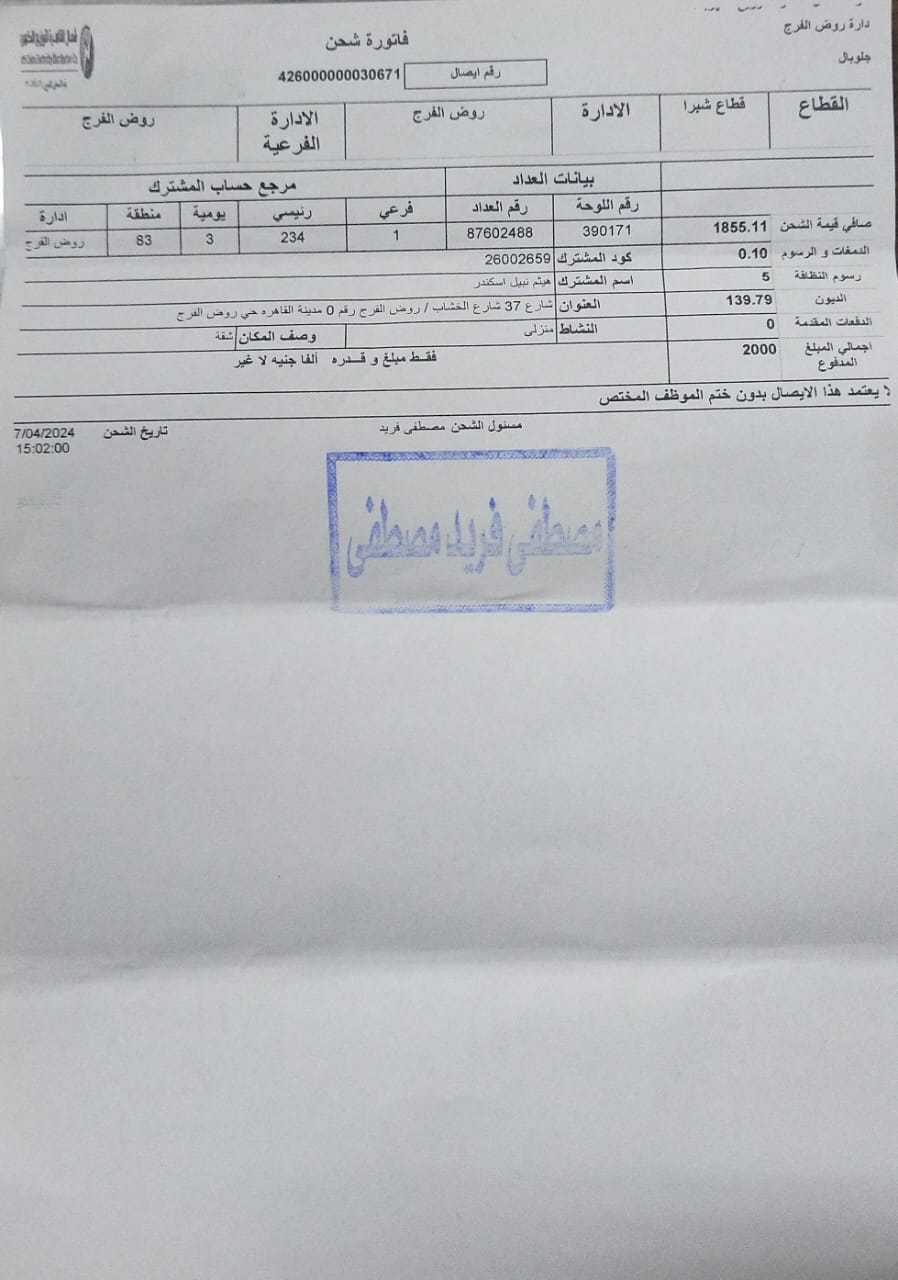 دارة روض الفرج
جلوبال
فاتورة شحن
رقم ايصال 426000000030671
القطاع قطاع شبرا الادارة روض الفرج الادارة الفرعية روض الفرج
بيانات العداد مرجع حساب المشترك
رقم اللوحة رقم العداد فرعي رئيسي يومية منطقة ادارة
390171 87602488 1 234 3 83 روض الفرج
صافي قيمة الشحن 1855.11
الدمغات و الرسوم 0.10
رسوم النظافة 5
الديون 139.79
الدفعات المقدمة 0
اجمالي المبلغ المدفوع 2000
كود المشترك 26002659
اسم المشترك هيثم نبيل اسكندر
العنوان شارع 37 شارع الخشاب / روض الفرج رقم 0 مدينة القاهره حي روض الفرج
النشاط منزلى وصف المكان شقة
فقط مبلغ و قدره ألفا جنيه لا غير
لا يعتمد هذا الايصال بدون ختم الموظف المختص
مسئول الشحن مصطفى فريد
تاريخ الشحن 7/04/2024
15:02:00
مصطفى فريد مصطفى